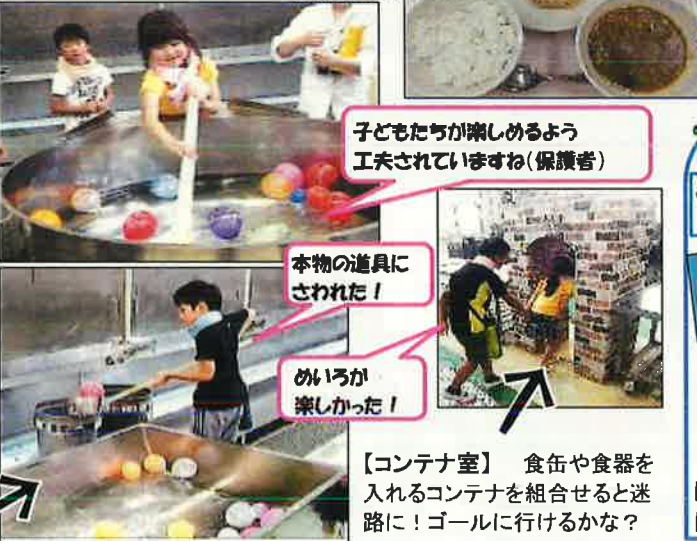 子どもたちが楽しめるよう
工夫されていますね(保護者)
本物の道具に
さわれた!
めいろが
楽しかった!
【コンテナ室】 食缶や食器を
入れるコンテナを組合せると迷
路に!ゴールに行けるかな?